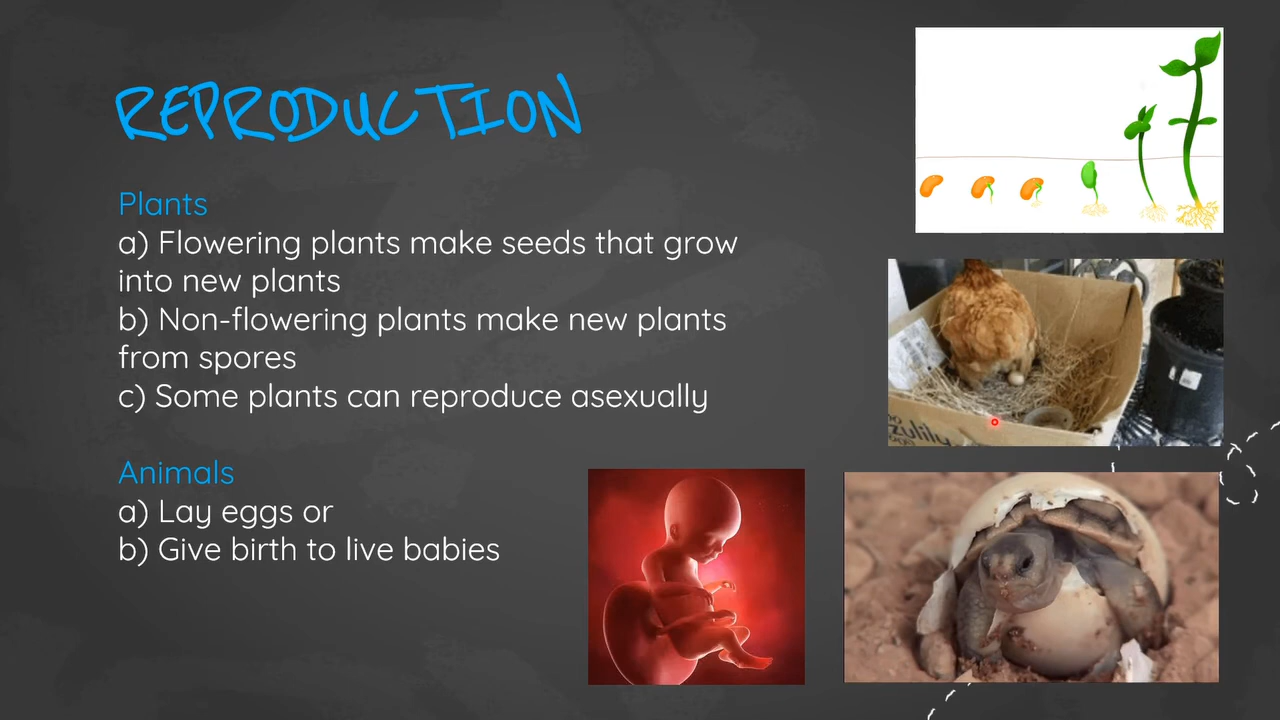 REPRODUCTION
Plants
a) Flowering plants make seeds that grow
into new plants
b) Non-flowering plants make new plants
from spores
c) Some plants can reproduce asexually
Animals
a) Lay eggs or
b) Give birth to live babies
zulily